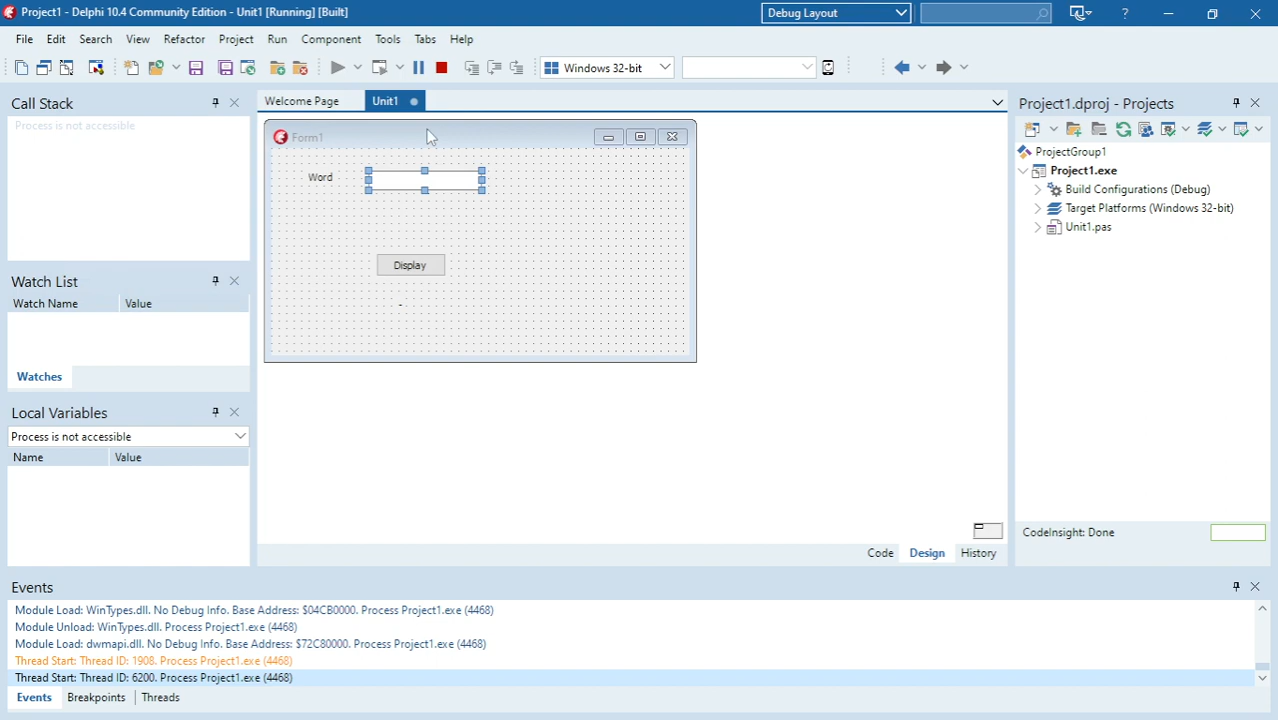 Project1 - Delphi 10.4 Community Edition - Unit1 [Running] [Built]
Debug Layout
?
File Edit Search View Refactor Project Run Component Tools Tabs Help
Windows 32-bit
Call Stack
Process is not accessible
Welcome Page
Unit1
Form1
Word
Display
-
Watch List
Watch Name Value
Watches
Local Variables
Process is not accessible
Name Value
Project1.dproj - Projects
ProjectGroup1
Project1.exe
Build Configurations (Debug)
Target Platforms (Windows 32-bit)
Unit1.pas
CodeInsight: Done
Code Design History
Events
Module Load: WinTypes.dll. No Debug Info. Base Address: $04CB0000. Process Project1.exe (4468)
Module Unload: WinTypes.dll. Process Project1.exe (4468)
Module Load: dwmapi.dll. No Debug Info. Base Address: $72C80000. Process Project1.exe (4468)
Thread Start: Thread ID: 1908. Process Project1.exe (4468)
Thread Start: Thread ID: 6200. Process Project1.exe (4468)
Events Breakpoints Threads